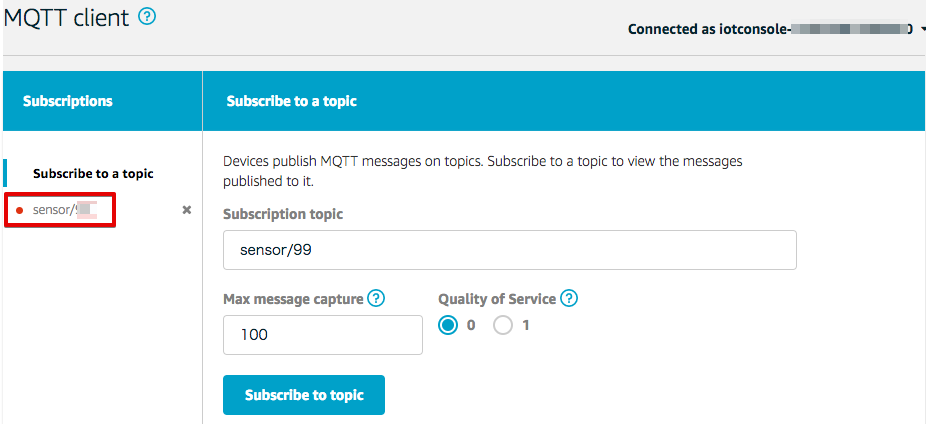 MQTT client ?
Connected as iotconsole-
Subscriptions
Subscribe to a topic
Devices publish MQTT messages on topics. Subscribe to a topic to view the messages
published to it.
Subscribe to a topic
sensor/
Subscription topic
sensor/99
Max message capture ? Quality of Service ?
100
0 1
Subscribe to topic